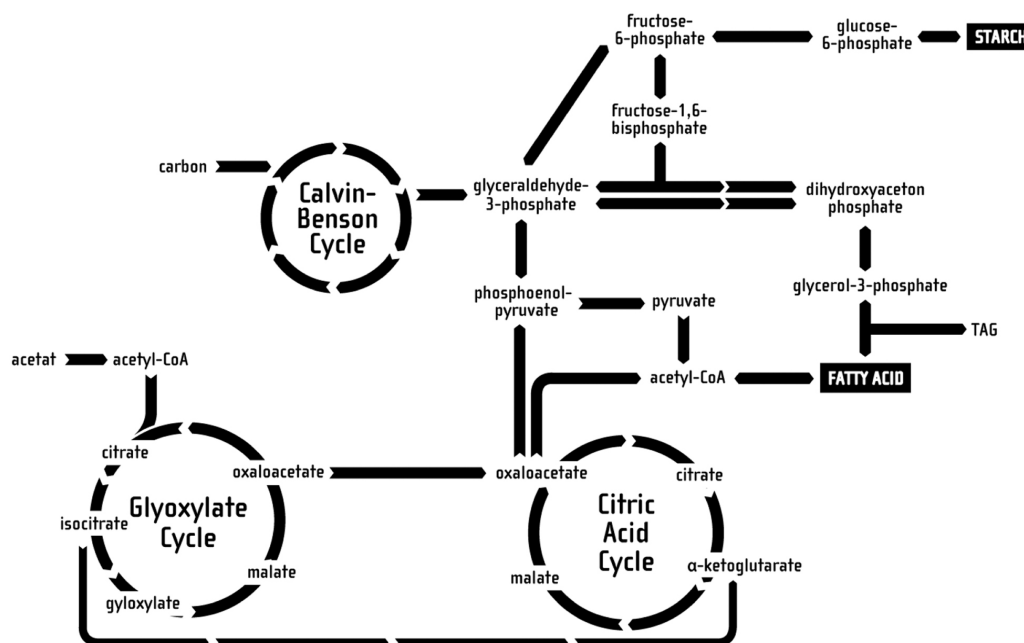 fructose-
6-phosphate
glucose-
6-phosphate
STARCH
fructose-1,6-
bisphosphate
carbon
Calvin-
Benson
Cycle
glyceraldehyde-
3-phosphate
dihydroxyaceton
phosphate
phosphoenol-
pyruvate
pyruvate
glycerol-3-phosphate
TAG
acetat
acetyl-CoA
acetyl-CoA
FATTY ACID
citrate
oxaloacetate
oxaloacetate
citrate
Glyoxylate
Cycle
isocitrate
Citric
Acid
Cycle
malate
malate
α-ketoglutarate
gyloxylate